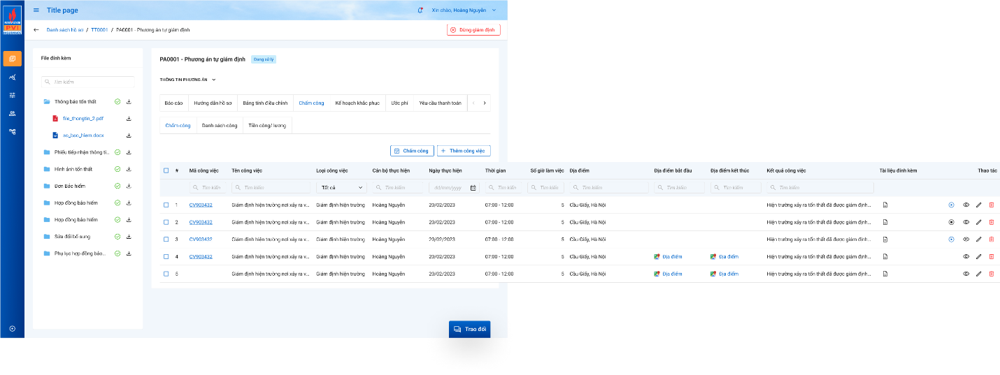 Title page
Xin chào, Hoàng Nguyên
PVI
Danh sách hồ sơ / TT0001 / PA0001 - Phương án tự giám định
Dừng giám định
File đính kèm
Tìm kiếm
Thông báo tổn thất
file_thongtin_2.pdf
so_bao_hiem.docx
Phiếu tiếp nhận thông ti...
Hình ảnh tổn thất
Đơn Bảo hiểm
Hợp đồng bảo hiểm
Hợp đồng bảo hiểm
Sửa đổi bổ sung
Phụ lục hợp đồng bảo...
PA0001 - Phương án tự giám định Đang xử lý
THÔNG TIN PHƯƠNG ÁN
Báo cáo Hướng dẫn hồ sơ Bảng tính điều chỉnh Chấm công Kế hoạch khắc phục Ước phí Yêu cầu thanh toán
Chấm công Danh sách công Tiền công/ lương
Chấm công Thêm công việc
# Mã công việc Tên công việc Loại công việc Cán bộ thực hiện Ngày thực hiện Thời gian Số giờ làm việc Địa điểm Địa điểm bắt đầu Địa điểm kết thúc Kết quả công việc Tài liệu đính kèm Thao tác
Tìm kiến Tìm kiếm Tất cả Tìm kiếm dd/mm/yyyy Tìm kiến Tìm kiếm Tìm kiếm Tìm kiếm Tìm kiếm Tìm kiếm
1 CV903432 Giám định hiện trường nơi xảy ra v... Giám định hiện trường Hoàng Nguyên 20/02/2023 07:00 - 12:00 5 Cầu Giấy, Hà Nội Hiện trường xảy ra tổn thất đã được giám định...
2 CV903432 Giám định hiện trường nơi xảy ra v... Giám định hiện trường Hoàng Nguyên 20/02/2023 07:00 - 12:00 5 Cầu Giấy, Hà Nội Hiện trường xảy ra tổn thất đã được giám định...
3 CV903432 Giám định hiện trường nơi xảy ra v... Giám định hiện trường Hoàng Nguyên 20/02/2023 07:00 - 12:00 5 Cầu Giấy, Hà Nội Hiện trường xảy ra tổn thất đã được giám định...
4 CV903432 Giám định hiện trường nơi xảy ra v... Giám định hiện trường Hoàng Nguyên 20/02/2023 07:00 - 12:00 5 Cầu Giấy, Hà Nội Địa điểm Địa điểm Hiện trường xảy ra tổn thất đã được giám định...
5 Giám định hiện trường nơi xảy ra v... Giám định hiện trường Hoàng Nguyên 20/02/2023 07:00 - 12:00 5 Cầu Giấy, Hà Nội Địa điểm Địa điểm Hiện trường xảy ra tổn thất đã được giám định...
Trao đổi